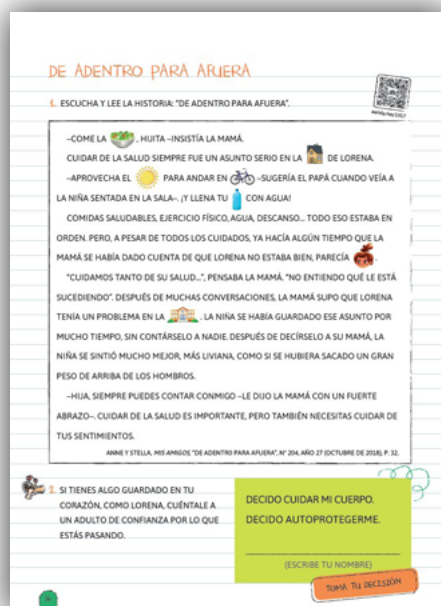 DE ADENTRO PARA AFUERA
1. ESCUCHA Y LEE LA HISTORIA: "DE ADENTRO PARA AFUERA".
–COME LA , HIJITA –INSISTÍA LA MAMÁ.
CUIDAR DE LA SALUD SIEMPRE FUE UN ASUNTO SERIO EN LA DE LORENA.
–APROVECHA EL PARA ANDAR EN –SUGERÍA EL PAPÁ CUANDO VEÍA A
LA NIÑA SENTADA EN LA SALA–. ¡Y LLENA TU CON AGUA!
COMIDAS SALUDABLES, EJERCICIO FÍSICO, AGUA, DESCANSO... TODO ESO ESTABA EN
ORDEN. PERO, A PESAR DE TODOS LOS CUIDADOS, YA HACÍA ALGÚN TIEMPO QUE LA
MAMÁ SE HABÍA DADO CUENTA DE QUE LORENA NO ESTABA BIEN, PARECÍA .
"CUIDAMOS TANTO DE SU SALUD...", PENSABA LA MAMÁ. "NO ENTIENDO QUÉ LE ESTÁ
SUCEDIENDO". DESPUÉS DE MUCHAS CONVERSACIONES, LA MAMÁ SUPO QUE LORENA
TENÍA UN PROBLEMA EN LA . LA NIÑA SE HABÍA GUARDADO ESE ASUNTO POR
MUCHO TIEMPO, SIN CONTÁRSELO A NADIE. DESPUÉS DE DECÍRSELO A SU MAMÁ, LA
NIÑA SE SINTIÓ MUCHO MEJOR, MÁS LIVIANA, COMO SI SE HUBIERA SACADO UN GRAN
PESO DE ARRIBA DE LOS HOMBROS.
–HIJA, SIEMPRE PUEDES CONTAR CONMIGO –LE DIJO LA MAMÁ CON UN FUERTE
ABRAZO–. CUIDAR DE LA SALUD ES IMPORTANTE, PERO TAMBIÉN NECESITAS CUIDAR DE
TUS SENTIMIENTOS.
ANNE Y STELLA, MIS AMIGOS, "DE ADENTRO PARA AFUERA", N° 204, AÑO 27 (OCTUBRE DE 2018), P. 32.
2. SI TIENES ALGO GUARDADO EN TU
CORAZÓN, COMO LORENA, CUÉNTALE A
UN ADULTO DE CONFIANZA POR LO QUE
ESTÁS PASANDO.
DECIDO CUIDAR MI CUERPO.
DECIDO AUTOPROTEGERME.
(ESCRIBE TU NOMBRE)
TOMA TU DECISIÓN